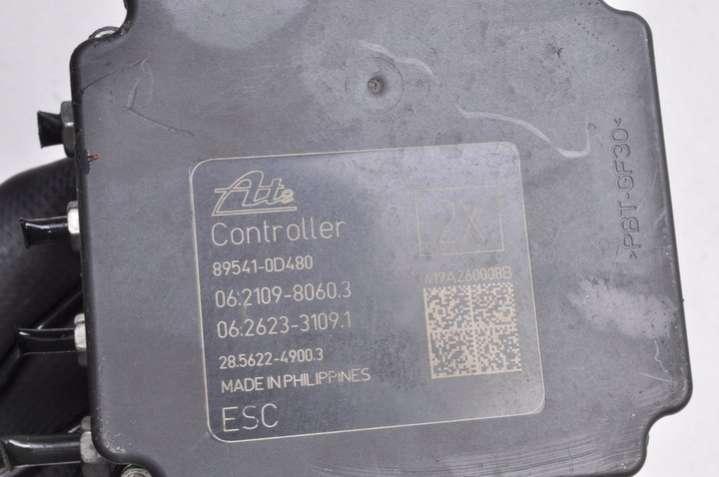 Ate
2X
Controller
89541-0D480
06.2109-8060.3
06.2623-3109.1
28.5622-4900.3
MADE IN PHILIPPINES
ESC
>PBT-GF30<